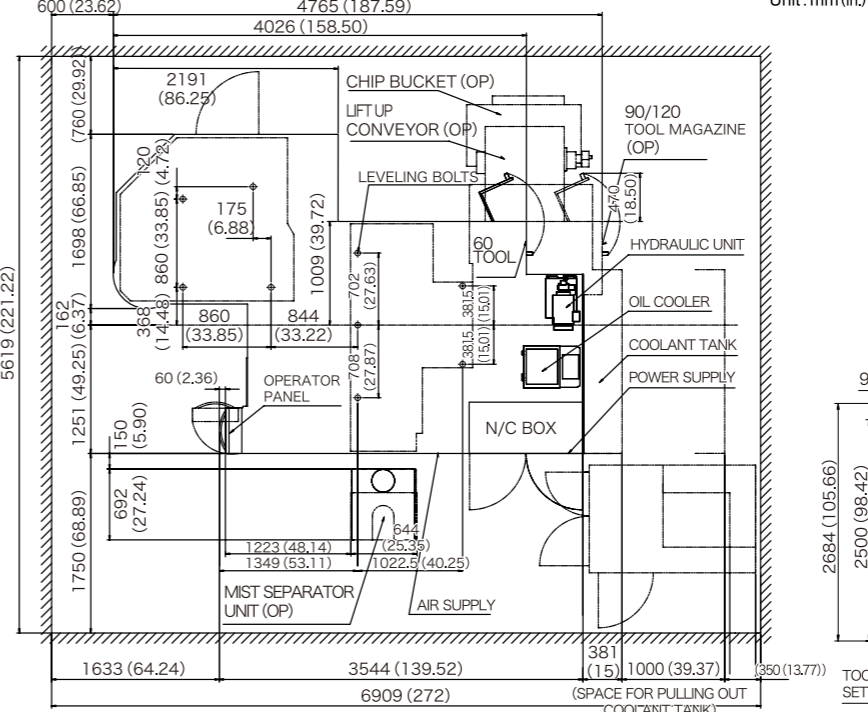 Unit : mm (in.)
600 (23.62)
4765 (187.59)
4026 (158.50)
2191
(86.25)
CHIP BUCKET (OP)
LIFT UP
CONVEYOR (OP)
90/120
TOOL MAGAZINE
(OP)
LEVELING BOLTS
(760 (29.92)
1698 (66.85)
120
(4.72)
860 (33.85)
175
(6.88)
1009 (39.72)
470
(18.50)
60
TOOL
HYDRAULIC UNIT
702
(27.63)
381.5
(15.01)
OIL COOLER
5619 (221.22)
162
(6.37)
368
(14.48)
860
(33.85)
844
(33.22)
381.5
(15.01)
COOLANT TANK
708
(27.87)
POWER SUPPLY
60 (2.36)
OPERATOR
PANEL
1251 (49.25)
150
(5.90)
N/C BOX
692
(27.24)
1750 (68.89)
644
(25.35)
1223 (48.14)
1349 (53.11)
1022.5 (40.25)
MIST SEPARATOR
UNIT (OP)
AIR SUPPLY
2684 (105.66)
2500 (98.42)
1633 (64.24)
3544 (139.52)
381
(15)
1000 (39.37)
(350 (13.77))
6909 (272)
(SPACE FOR PULLING OUT
COOLANT TANK)